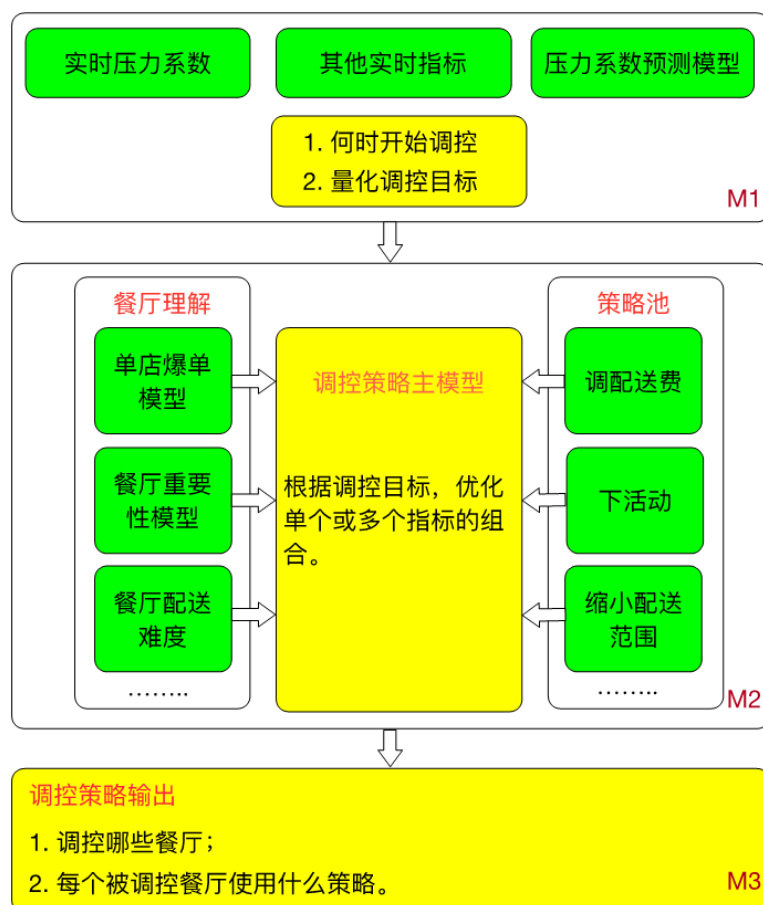 实时压力系数
其他实时指标
压力系数预测模型
1. 何时开始调控
2. 量化调控目标
M1
餐厅理解
单店爆单
模型
餐厅重要
性模型
餐厅配送
难度
……..
调控策略主模型
根据调控目标，优化
单个或多个指标的组
合。
策略池
调配送费
下活动
缩小配送
范围
……..
M2
调控策略输出
1. 调控哪些餐厅；
2. 每个被调控餐厅使用什么策略。
M3